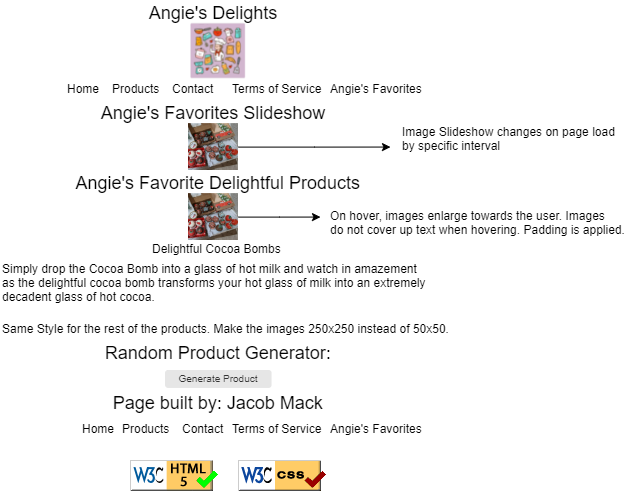 Angie's Delights
Home Products Contact Terms of Service Angie's Favorites
Angie's Favorites Slideshow
Image Slideshow changes on page load
by specific interval
Angie's Favorite Delightful Products
On hover, images enlarge towards the user. Images
do not cover up text when hovering. Padding is applied.
Delightful Cocoa Bombs
Simply drop the Cocoa Bomb into a glass of hot milk and watch in amazement
as the delightful cocoa bomb transforms your hot glass of milk into an extremely
decadent glass of hot cocoa.
Same Style for the rest of the products. Make the images 250x250 instead of 50x50.
Random Product Generator:
Generate Product
Page built by: Jacob Mack
Home Products Contact Terms of Service Angie's Favorites
W3C HTML 5 W3C css